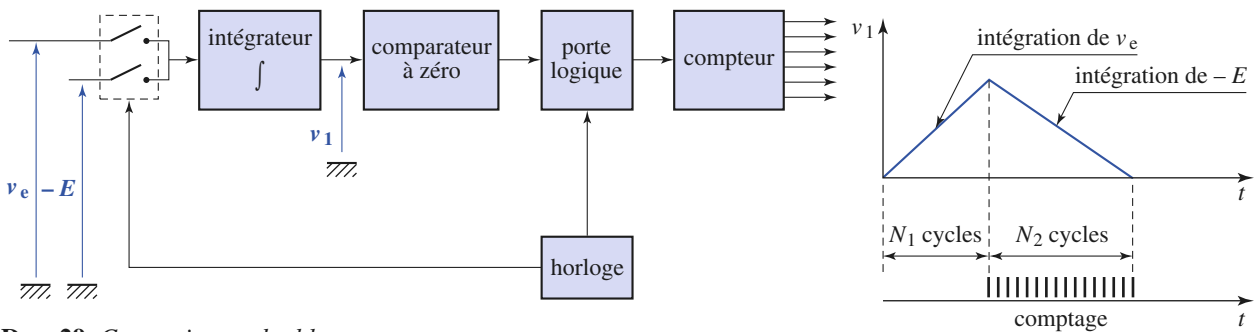 intégrateur
∫
comparateur
à zéro
porte
logique
compteur
v1
ve
– E
horloge
v1
intégration de ve
intégration de – E
t
N1 cycles
N2 cycles
comptage
t